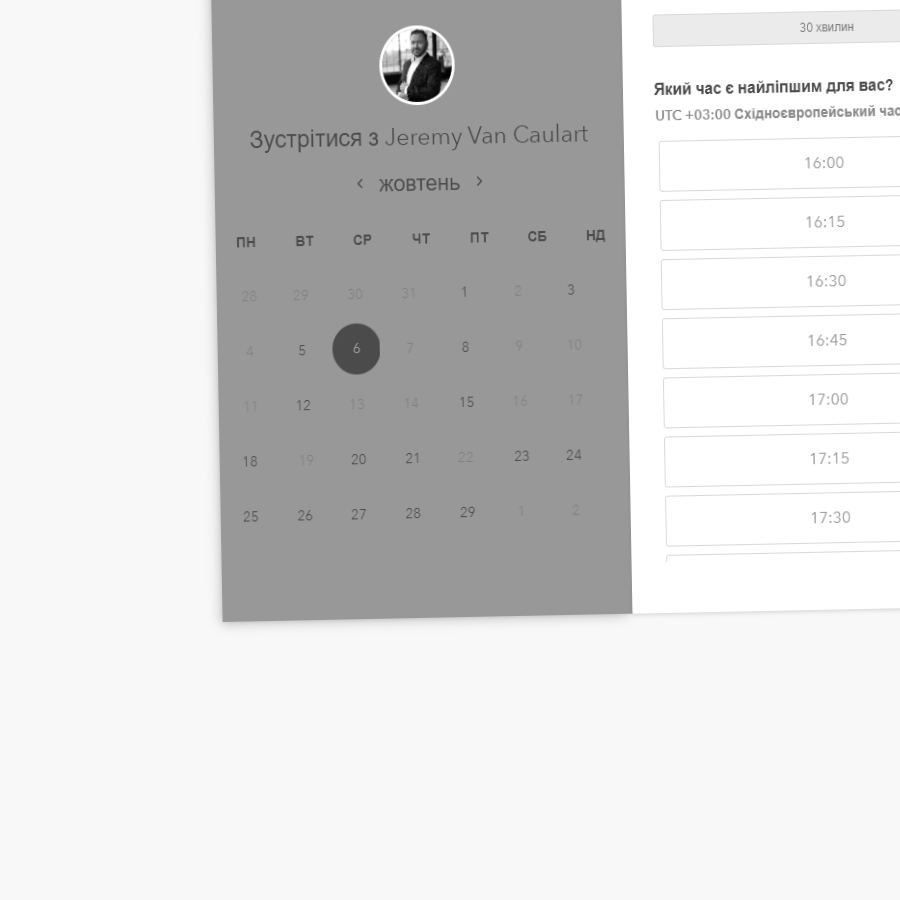 Зустрітися з Jeremy Van Caulart
жовтень
ПН ВТ СР ЧТ ПТ СБ НД
28 29 30 31 1 2 3
4 5 6 7 8 9 10
11 12 13 14 15 16 17
18 19 20 21 22 23 24
25 26 27 28 29 1 2
30 хвилин
Який час є найліпшим для вас?
UTC +03:00 Східноєвропейський час
16:00
16:15
16:30
16:45
17:00
17:15
17:30